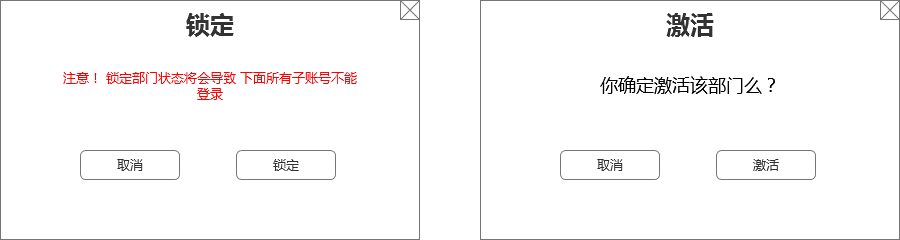 锁定
注意！ 锁定部门状态将会导致 下面所有子账号不能
登录
取消
锁定
激活
你确定激活该部门么？
取消
激活